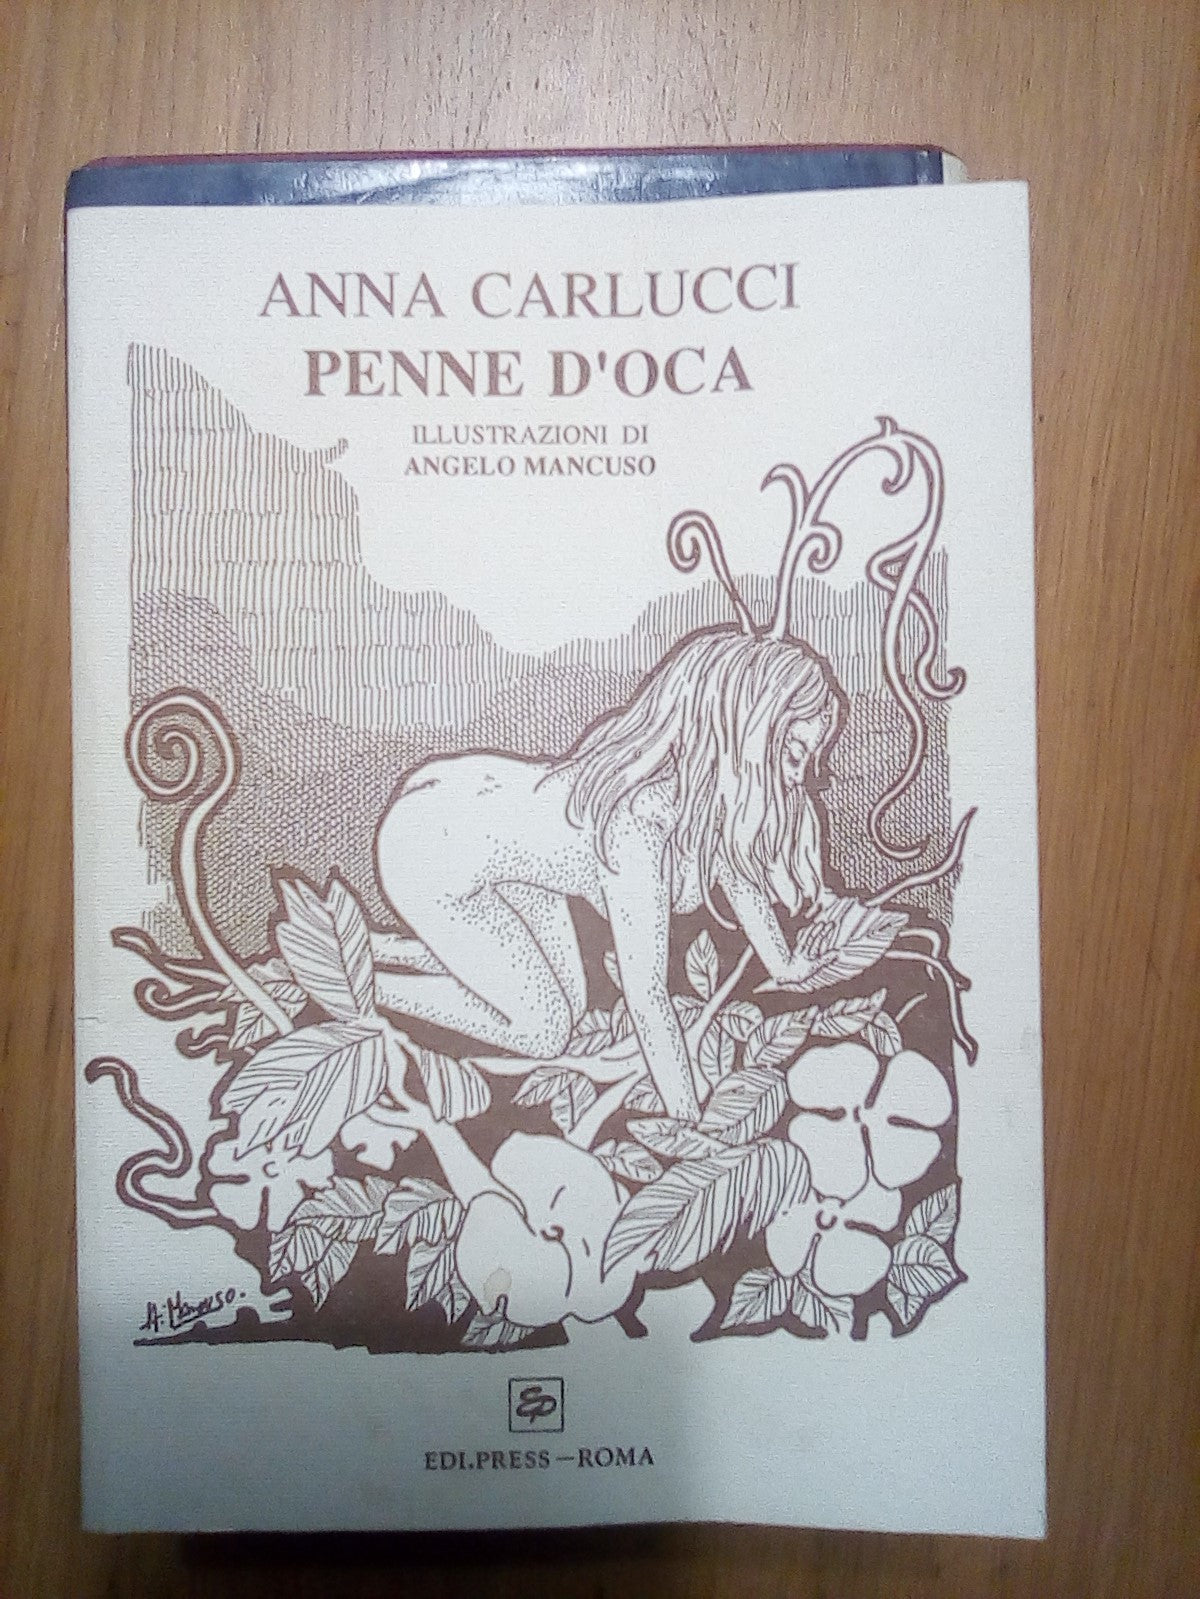 ANNA CARLUCCI
PENNE D'OCA
ILLUSTRAZIONI DI
ANGELO MANCUSO
A. Mancuso.
EP
EDI.PRESS—ROMA